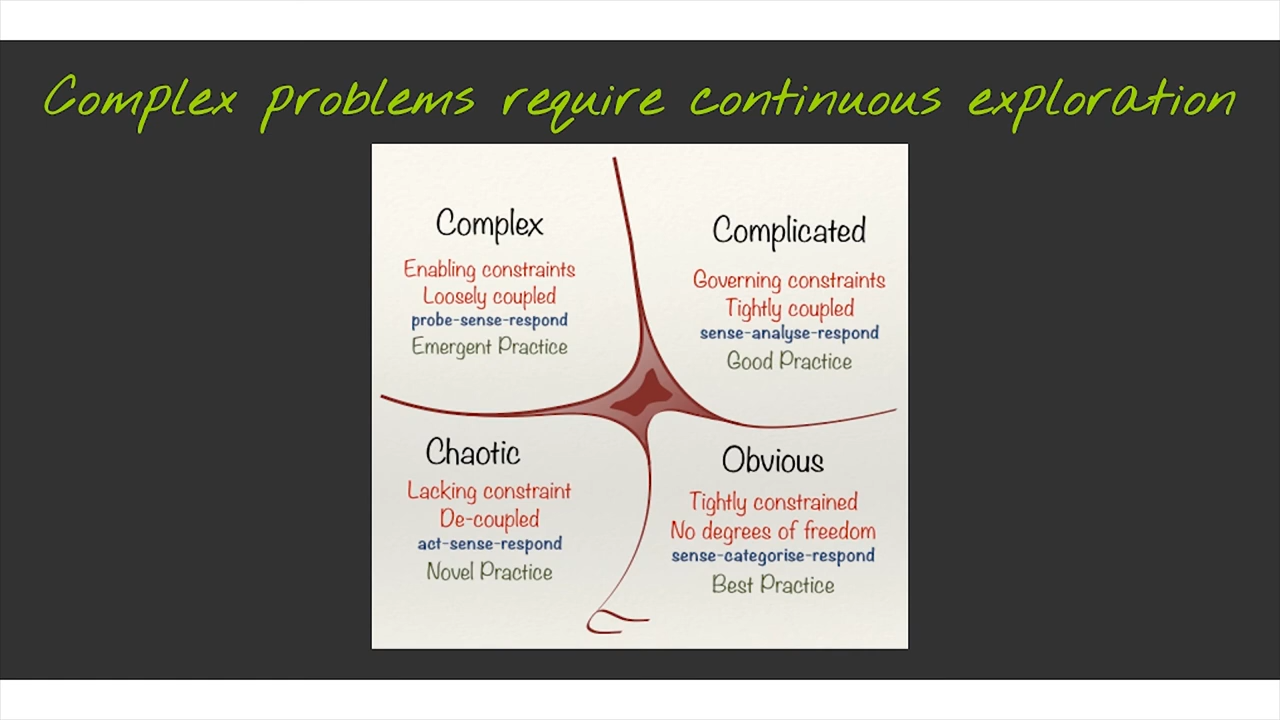 Complex problems require continuous exploration
Complex
Enabling constraints
Loosely coupled
probe-sense-respond
Emergent Practice
Complicated
Governing constraints
Tightly coupled
sense-analyse-respond
Good Practice
Chaotic
Lacking constraint
De-coupled
act-sense-respond
Novel Practice
Obvious
Tightly constrained
No degrees of freedom
sense-categorise-respond
Best Practice